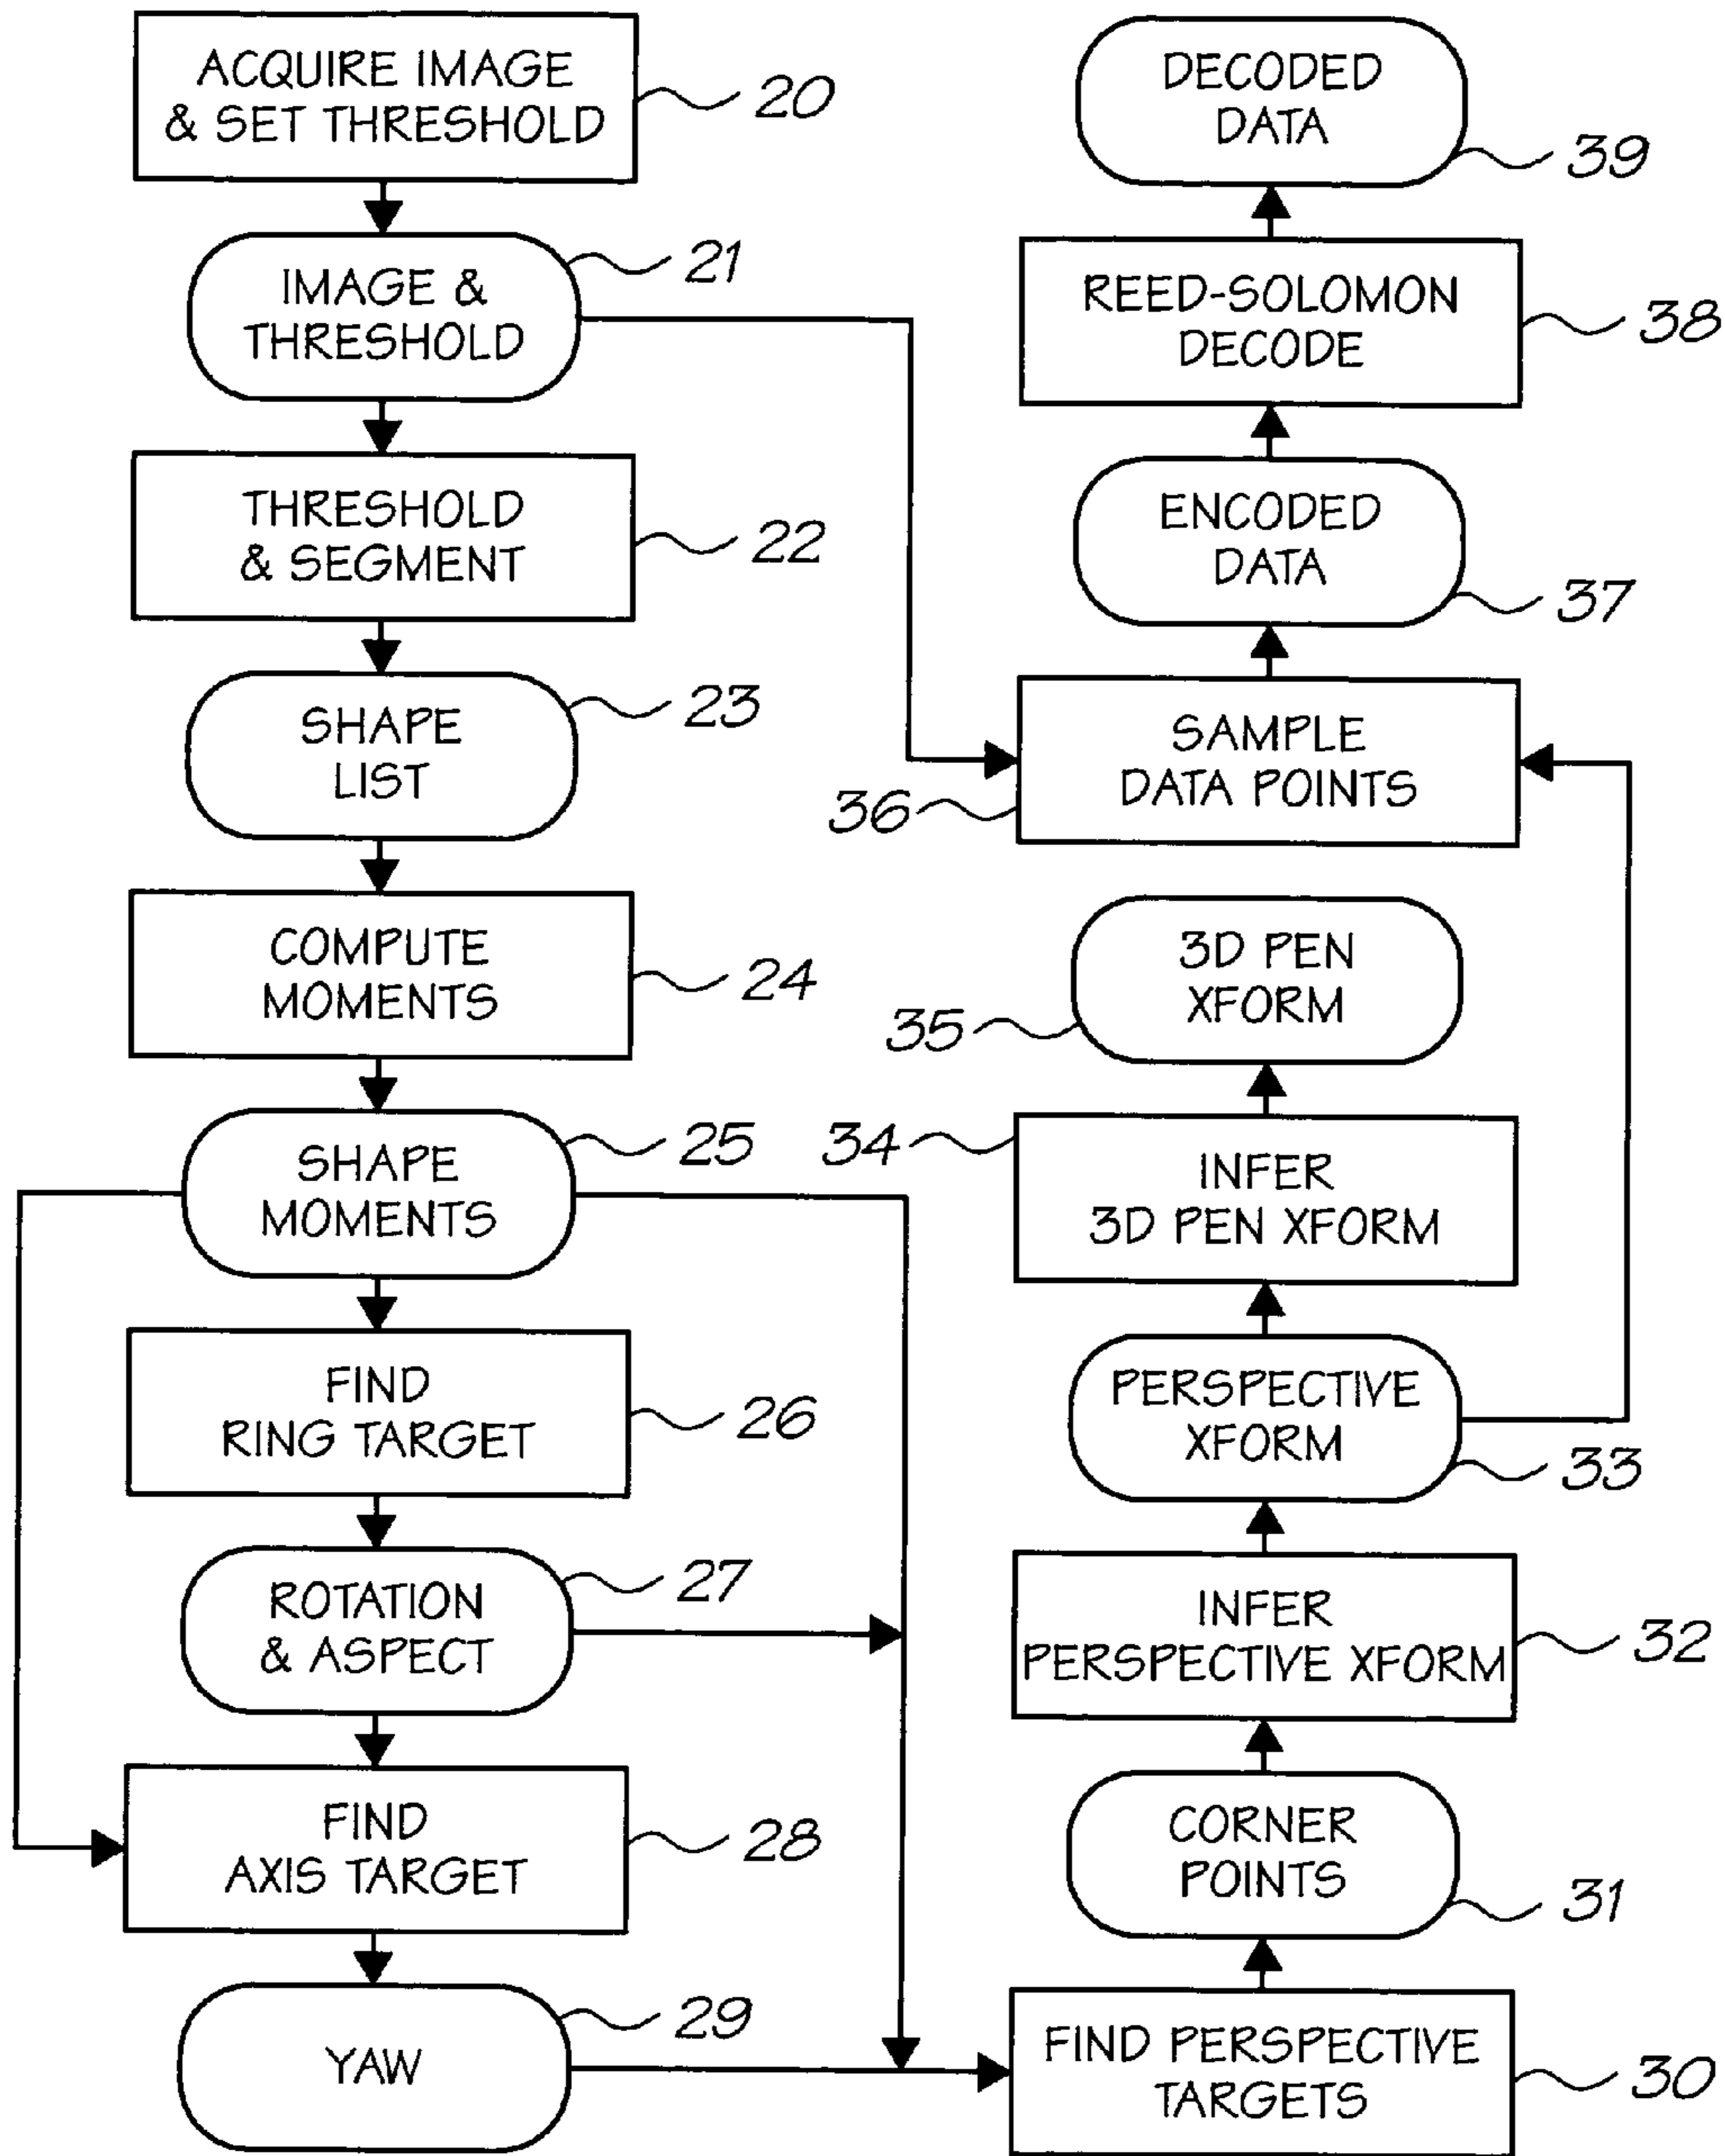 ACQUIRE IMAGE
& SET THRESHOLD
20
IMAGE &
THRESHOLD
21
THRESHOLD
& SEGMENT
22
SHAPE
LIST
23
COMPUTE
MOMENTS
24
SHAPE
MOMENTS
25
FIND
RING TARGET
26
ROTATION
& ASPECT
27
FIND
AXIS TARGET
28
YAW
29
DECODED
DATA
39
REED-SOLOMON
DECODE
38
ENCODED
DATA
37
SAMPLE
DATA POINTS
36
3D PEN
XFORM
35
INFER
3D PEN XFORM
34
PERSPECTIVE
XFORM
33
INFER
PERSPECTIVE XFORM
32
CORNER
POINTS
31
FIND PERSPECTIVE
TARGETS
30